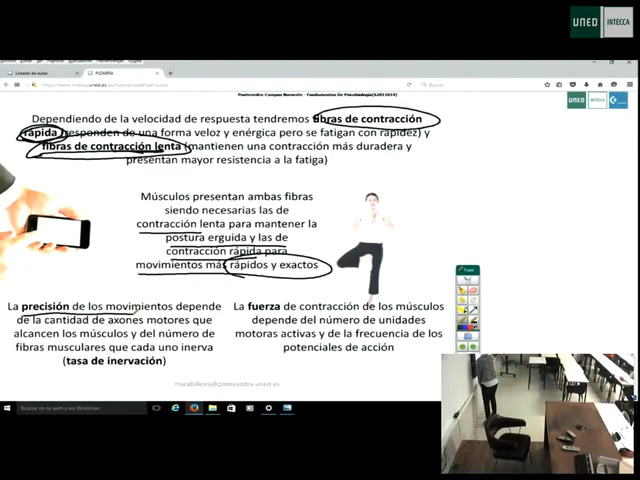 UNED INTECCA
Listado de aulas
PIZARRA
Buscar
Pontevedra-Campus Noroeste - Fundamentos De Psicobiología(62011014)
UNED INTECCA
Dependiendo de la velocidad de respuesta tendremos fibras de contracción
rápida (responden de una forma veloz y enérgica pero se fatigan con rapidez) y
fibras de contracción lenta (mantienen una contracción más duradera y
presentan mayor resistencia a la fatiga)
Músculos presentan ambas fibras
siendo necesarias las de
contracción lenta para mantener la
postura erguida y las de
contracción rápida para
movimientos más rápidos y exactos
La precisión de los movimientos depende
de la cantidad de axones motores que
alcancen los músculos y del número de
fibras musculares que cada uno inerva
(tasa de inervación)
La fuerza de contracción de los músculos
depende del número de unidades
motoras activas y de la frecuencia de los
potenciales de acción
Buscar en la web y en Windows